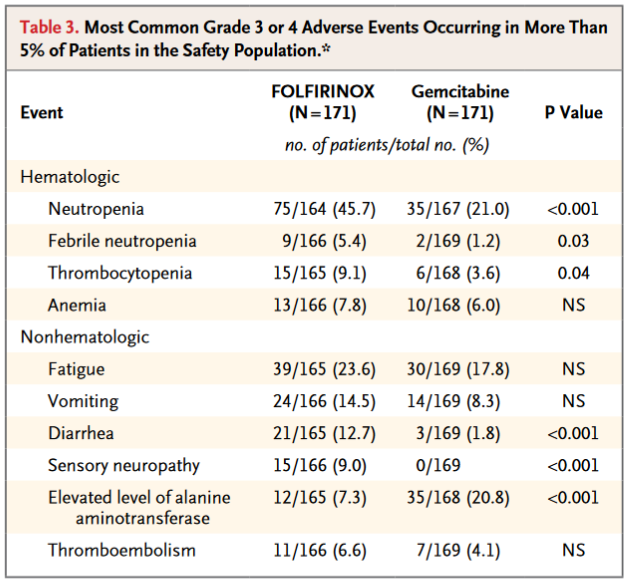 Table 3. Most Common Grade 3 or 4 Adverse Events Occurring in More Than
5% of Patients in the Safety Population.*
Event FOLFIRINOX (N=171) Gemcitabine (N=171) P Value
no. of patients/total no. (%)
Hematologic
Neutropenia 75/164 (45.7) 35/167 (21.0) <0.001
Febrile neutropenia 9/166 (5.4) 2/169 (1.2) 0.03
Thrombocytopenia 15/165 (9.1) 6/168 (3.6) 0.04
Anemia 13/166 (7.8) 10/168 (6.0) NS
Nonhematologic
Fatigue 39/165 (23.6) 30/169 (17.8) NS
Vomiting 24/166 (14.5) 14/169 (8.3) NS
Diarrhea 21/165 (12.7) 3/169 (1.8) <0.001
Sensory neuropathy 15/166 (9.0) 0/169 <0.001
Elevated level of alanine 12/165 (7.3) 35/168 (20.8) <0.001
aminotransferase
Thromboembolism 11/166 (6.6) 7/169 (4.1) NS